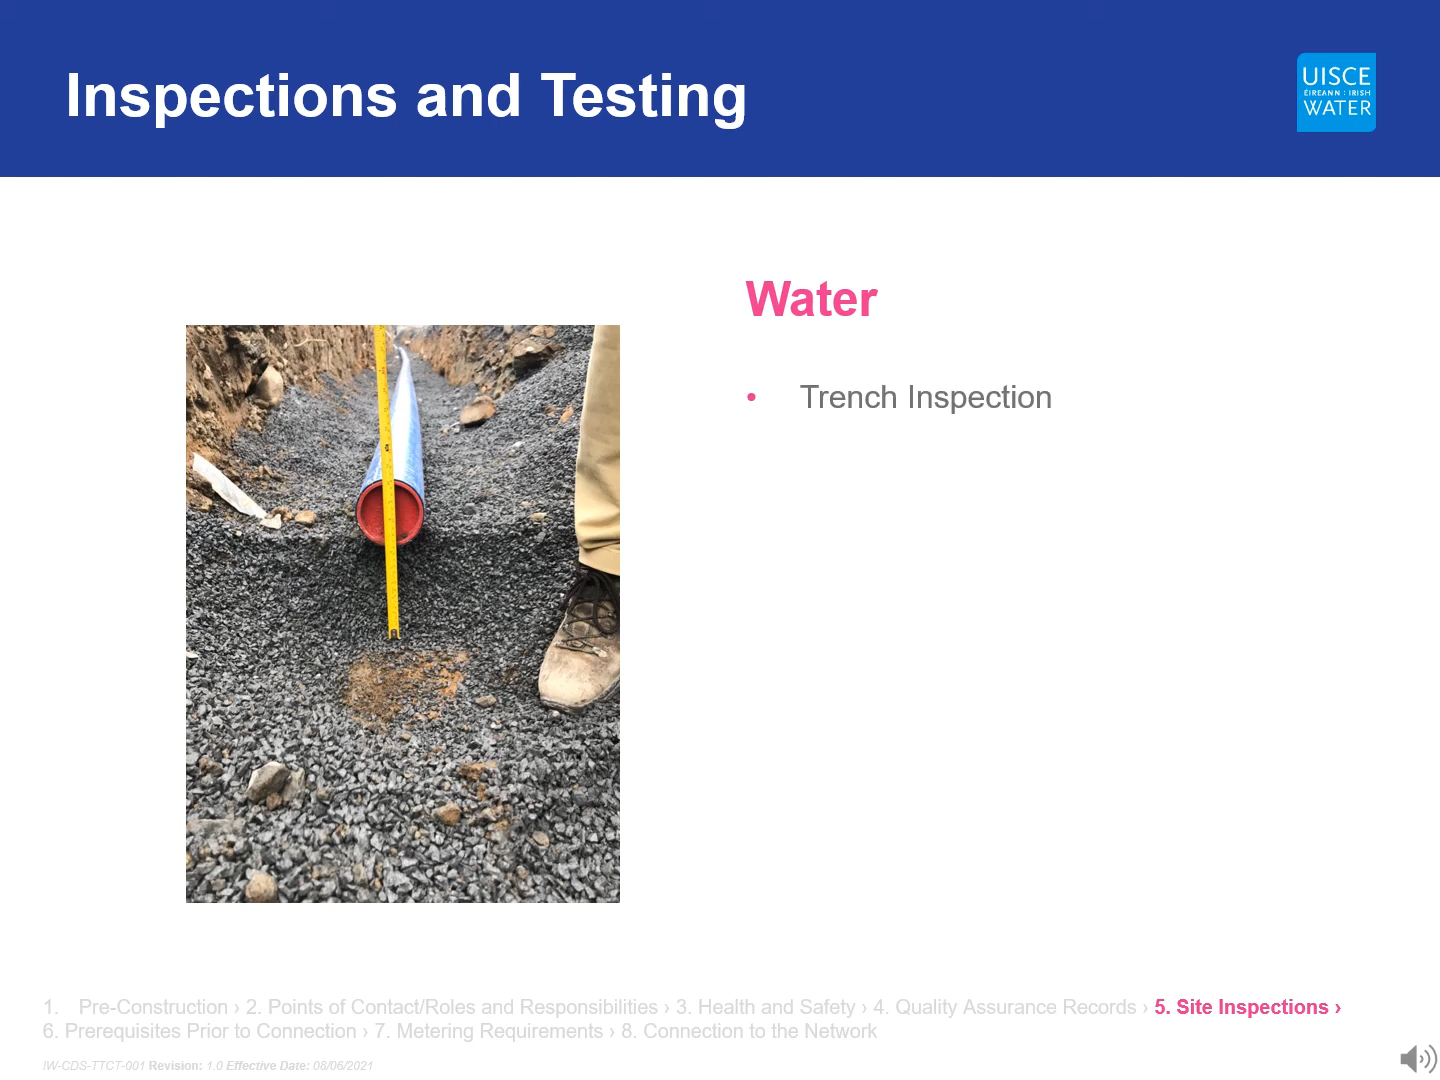 Inspections and Testing
UISCE
ÉIREANN : IRISH
WATER
Water
• Trench Inspection
1. Pre-Construction › 2. Points of Contact/Roles and Responsibilities › 3. Health and Safety › 4. Quality Assurance Records › 5. Site Inspections ›
6. Prerequisites Prior to Connection › 7. Metering Requirements › 8. Connection to the Network
IW-CDS-TTCT-001 Revision: 1.0 Effective Date: 08/06/2021